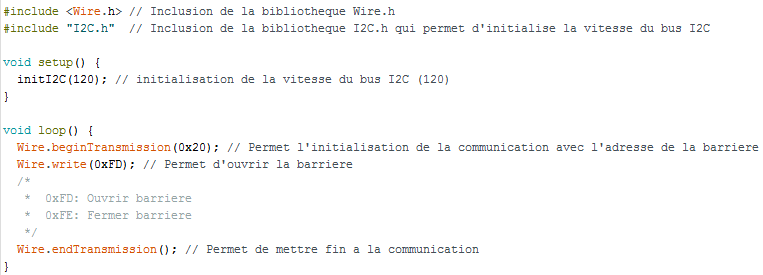 #include <Wire.h> // Inclusion de la bibliotheque Wire.h
#include "I2C.h"  // Inclusion de la bibliotheque I2C.h qui permet d'initialise la vitesse du bus I2C

void setup() {
  initI2C(120); // initialisation de la vitesse du bus I2C (120)
}

void loop() {
  Wire.beginTransmission(0x20); // Permet l'initialisation de la communication avec l'adresse de la barriere
  Wire.write(0xFD); // Permet d'ouvrir la barriere
  /*
   *  0xFD: Ouvrir barriere
   *  0xFE: Fermer barriere
   */
  Wire.endTransmission(); // Permet de mettre fin a la communication
}